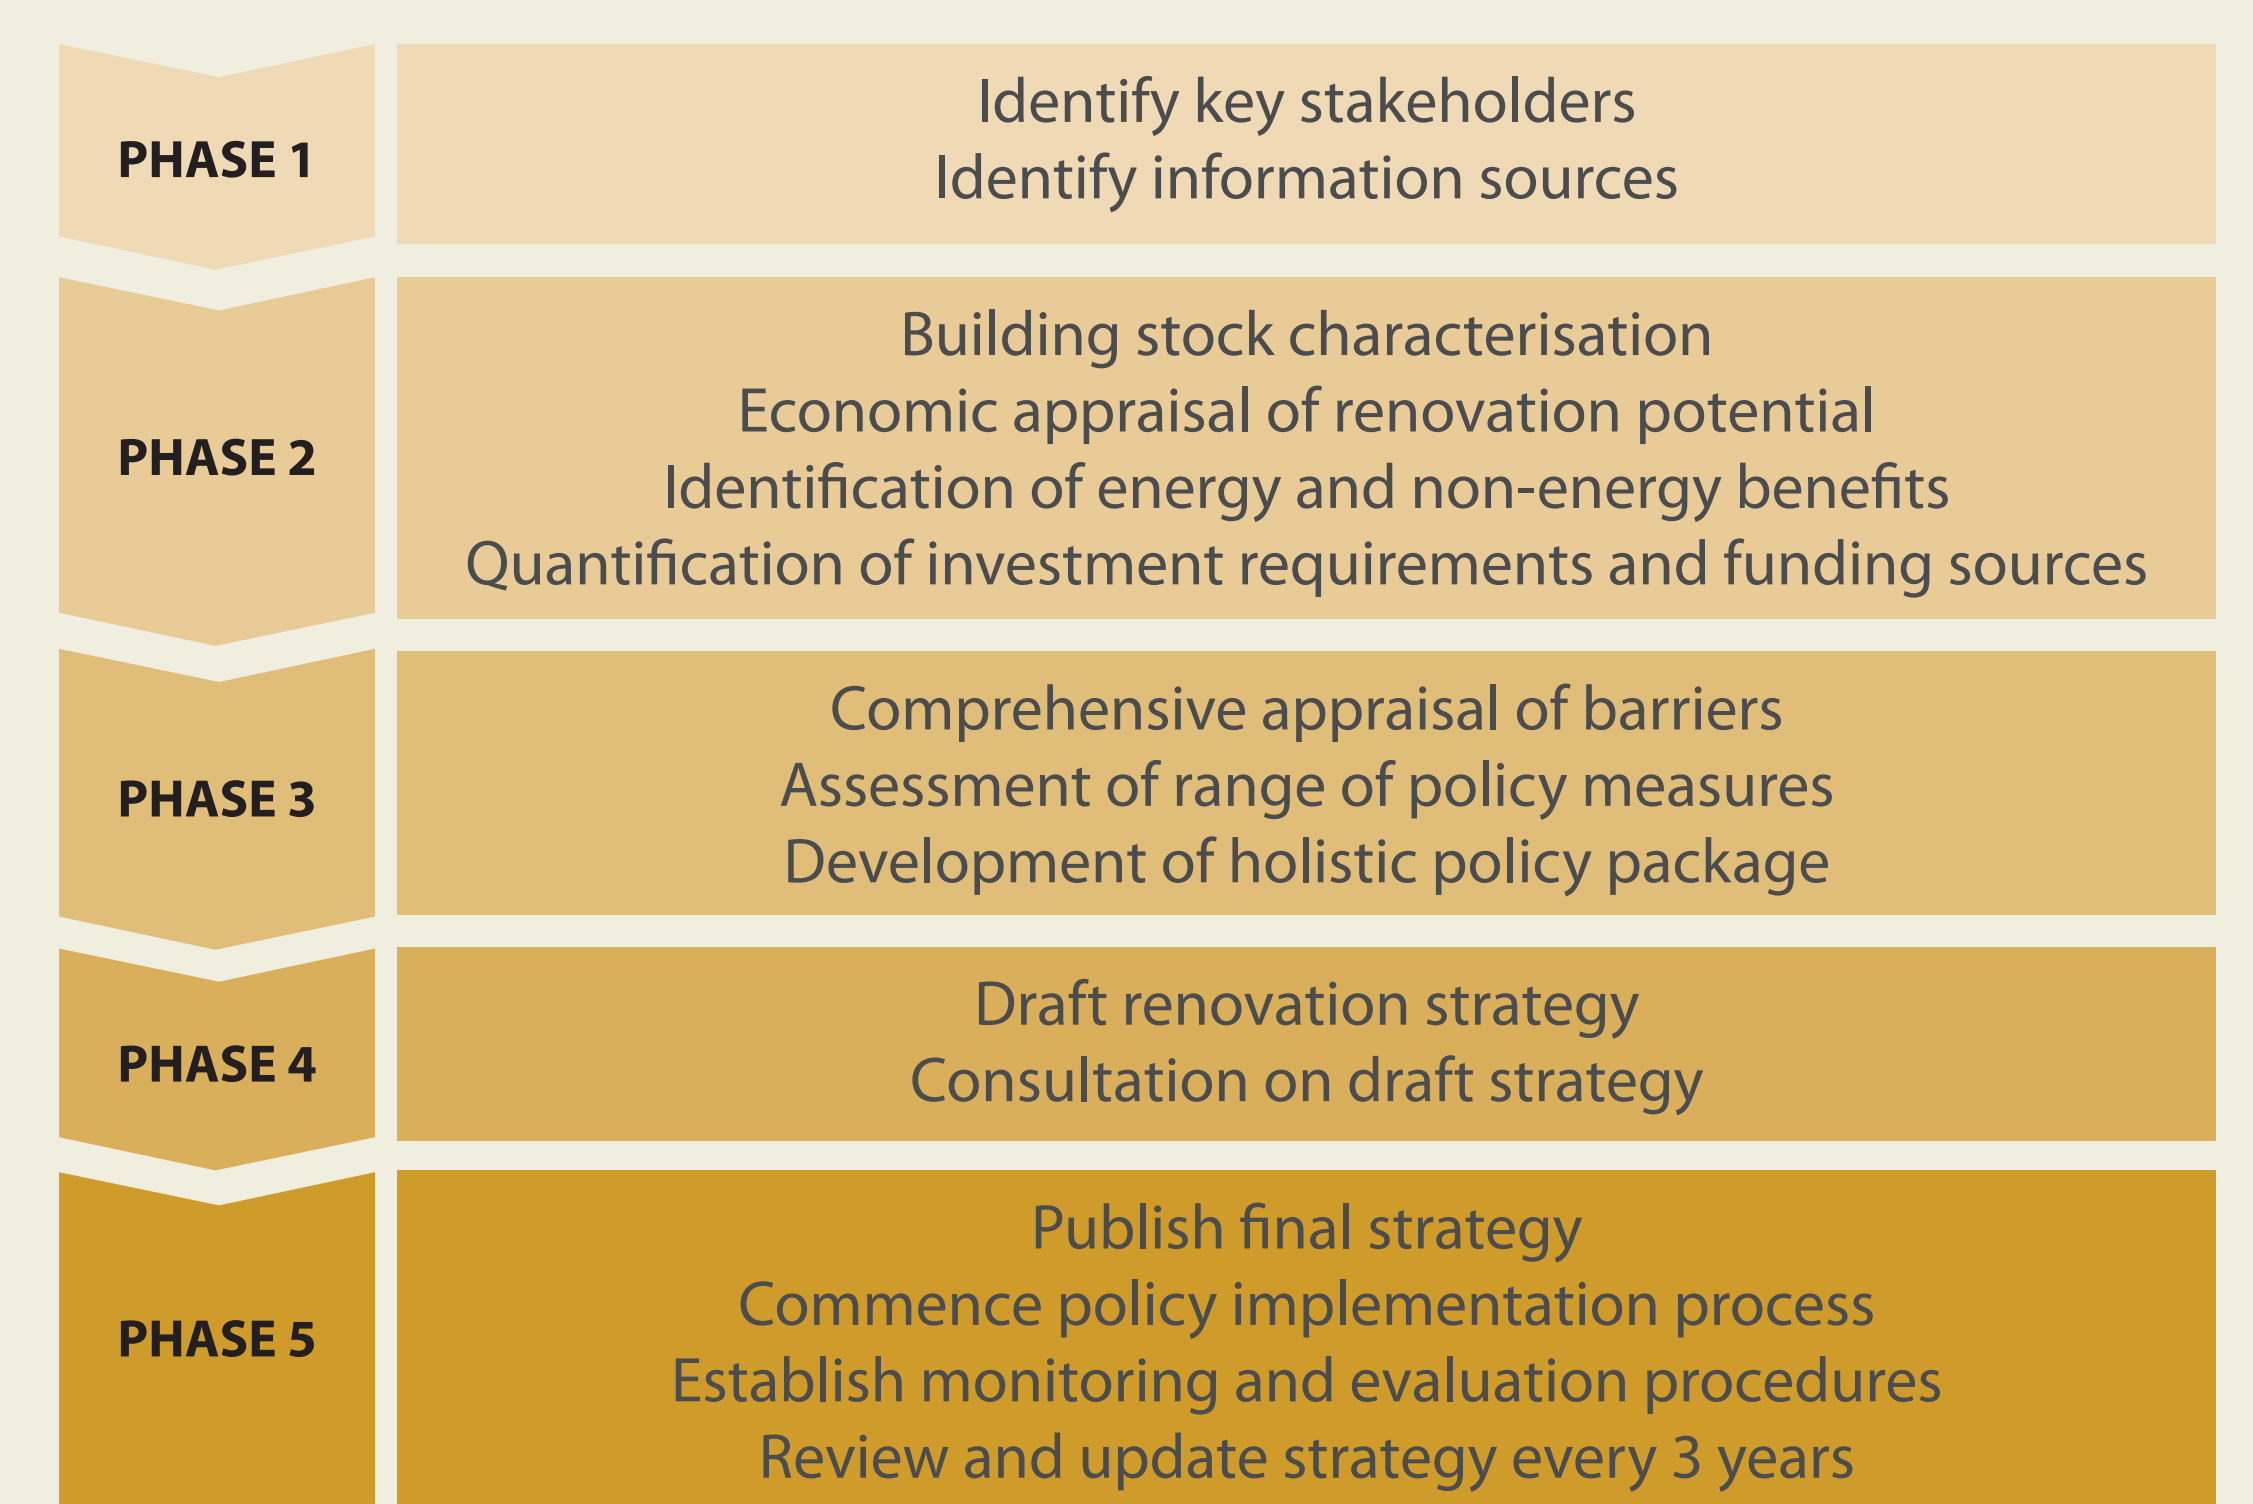 PHASE 1
Identify key stakeholders
Identify information sources
PHASE 2
Building stock characterisation
Economic appraisal of renovation potential
Identification of energy and non-energy benefits
Quantification of investment requirements and funding sources
PHASE 3
Comprehensive appraisal of barriers
Assessment of range of policy measures
Development of holistic policy package
PHASE 4
Draft renovation strategy
Consultation on draft strategy
PHASE 5
Publish final strategy
Commence policy implementation process
Establish monitoring and evaluation procedures
Review and update strategy every 3 years